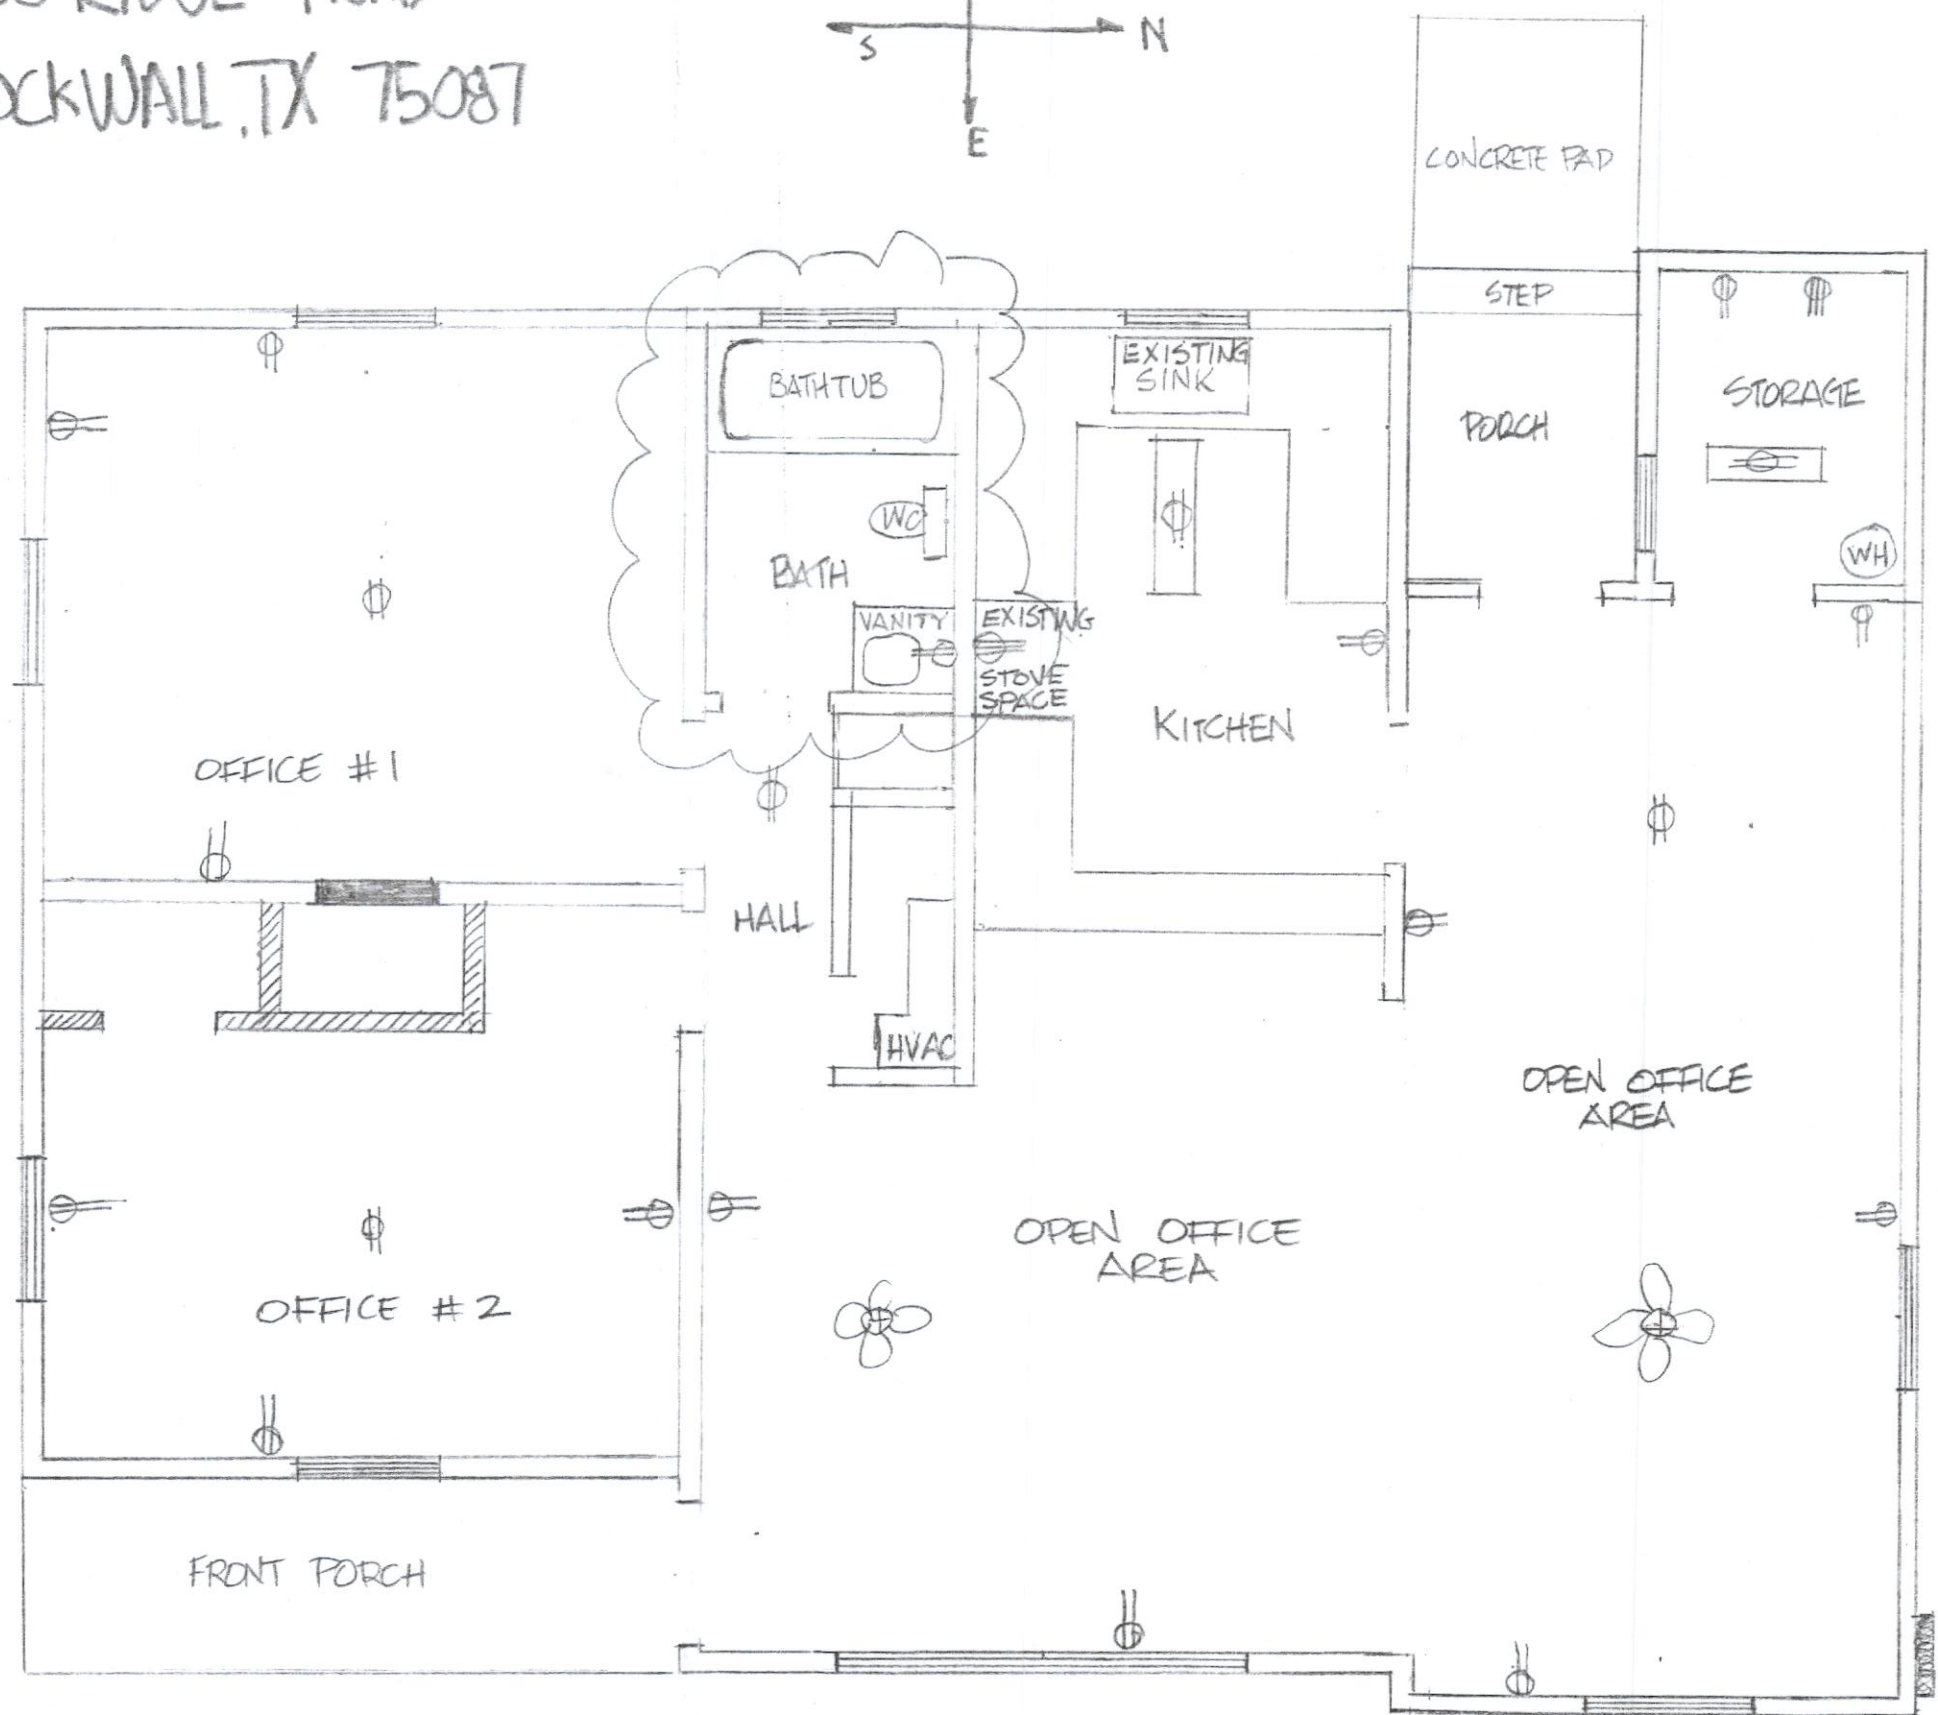 OCKWALL, TX 75087
S
N
E
CONCRETE PAD
STEP
EXISTING
SINK
BATHTUB
STORAGE
PORCH
WC
WH
BATH
VANITY
EXISTING
STOVE
SPACE
KITCHEN
OFFICE #1
HALL
HVAC
OPEN OFFICE
AREA
OPEN OFFICE
AREA
OFFICE #2
FRONT PORCH